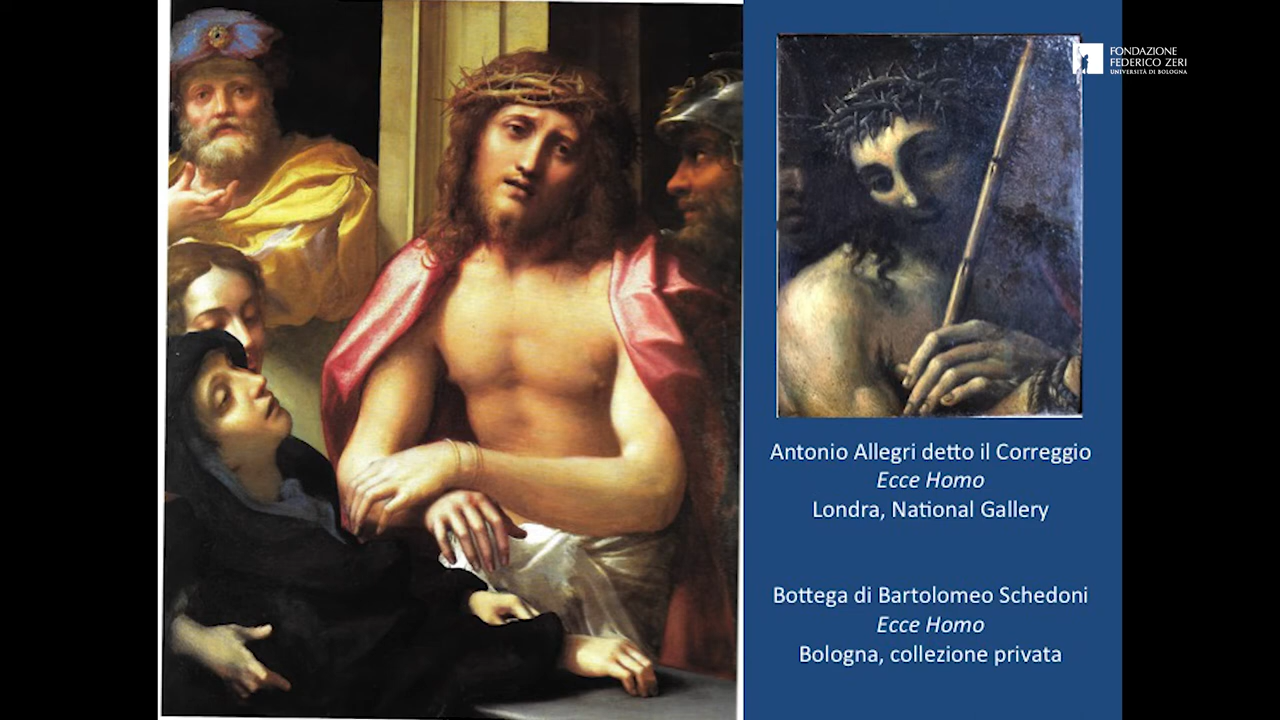 FONDAZIONE
FEDERICO ZERI
UNIVERSITÀ DI BOLOGNA
Antonio Allegri detto il Correggio
Ecce Homo
Londra, National Gallery
Bottega di Bartolomeo Schedoni
Ecce Homo
Bologna, collezione privata